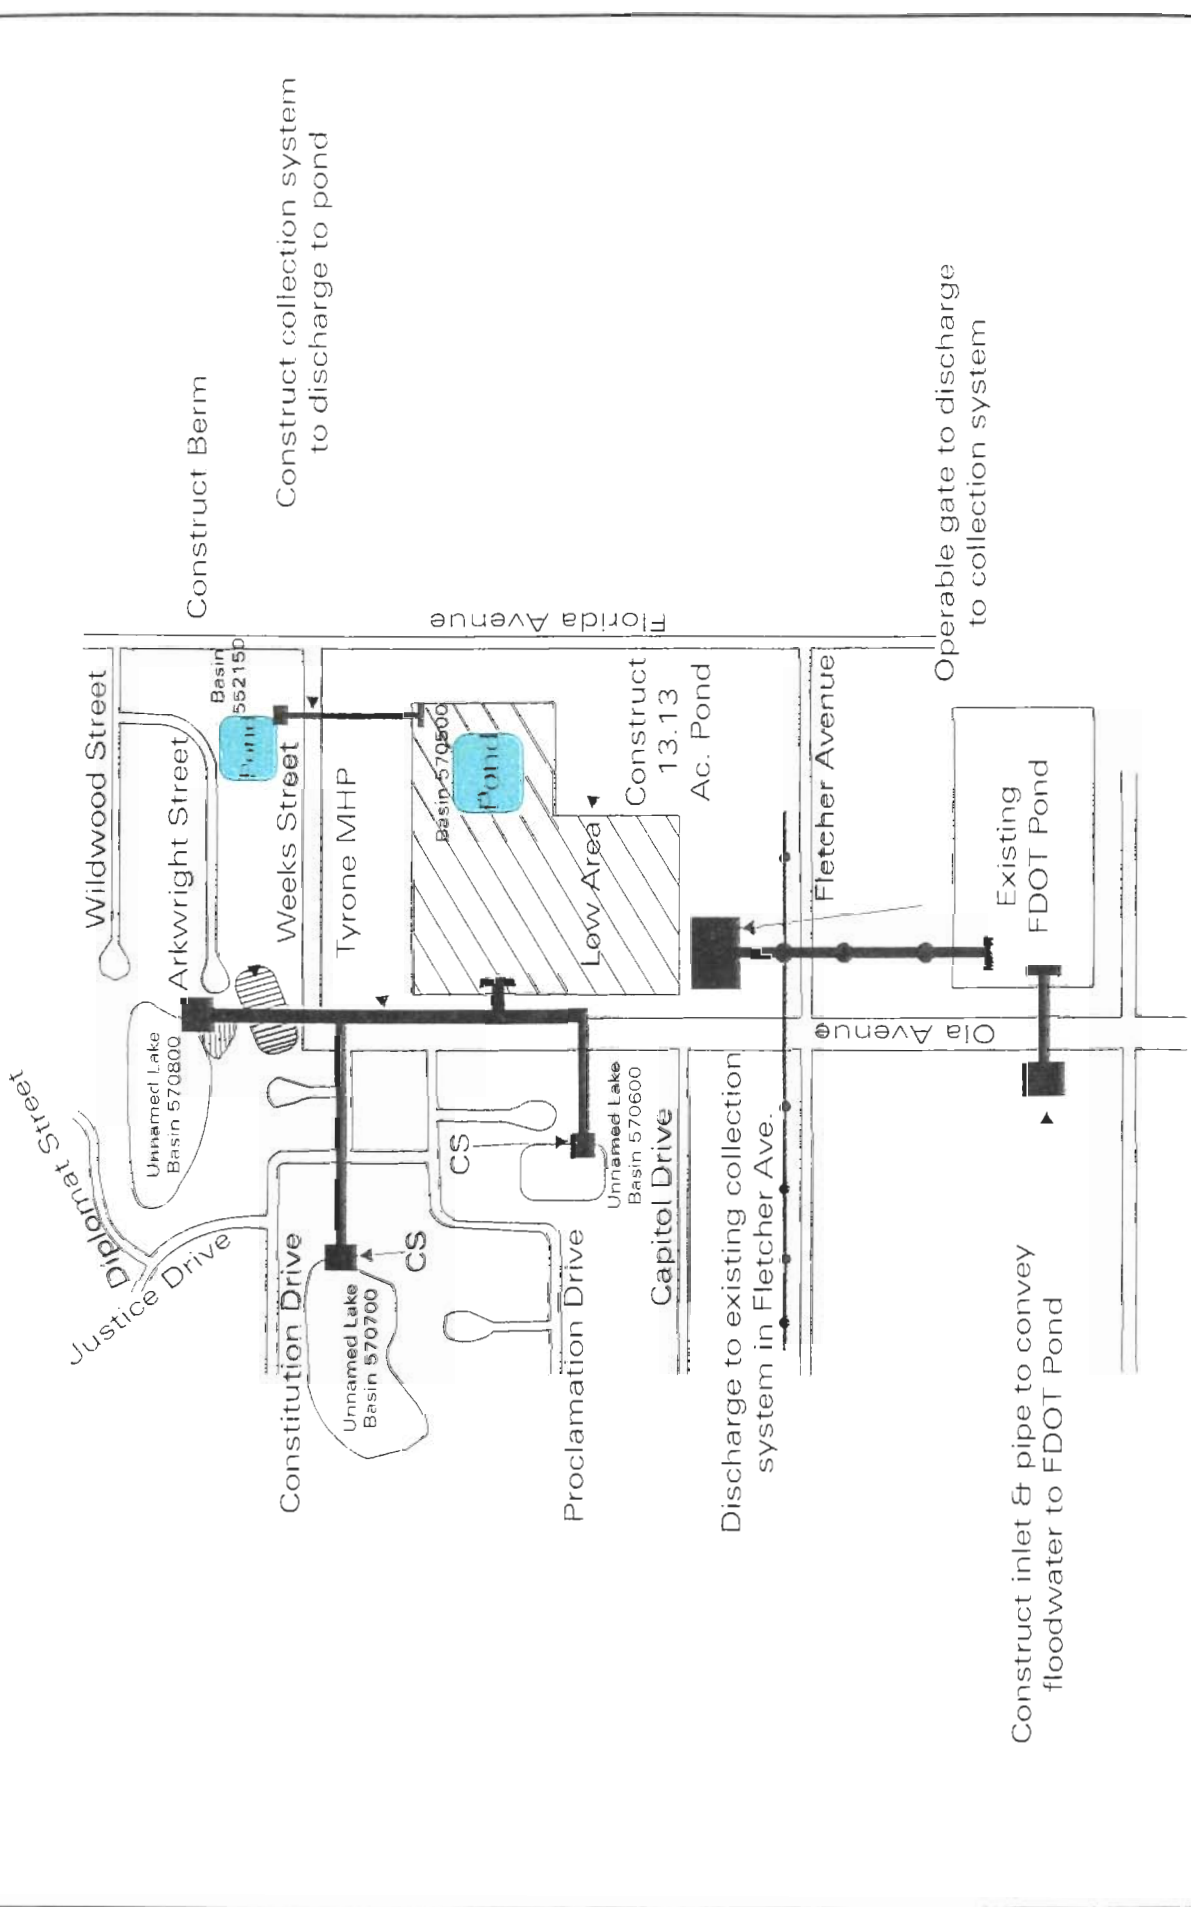 Construct collection system
to discharge to pond
Construct Berm
Operable gate to discharge
to collection system
Florida Avenue
Wildwood Street
Basin
552150
Pond
Arkwright Street
Weeks Street
Tyrone MHP
Basin 570500
Pond
Construct
13.13
Ac. Pond
Low Area
Fletcher Avenue
Existing
FDOT Pond
Ola Avenue
Unnamed Lake
Basin 570800
Diplomat Street
Justice Drive
Constitution Drive
Unnamed Lake
Basin 570700
CS
CS
Unnamed Lake
Basin 570600
Proclamation Drive
Capitol Drive
Discharge to existing collection
system in Fletcher Ave.
Construct inlet & pipe to convey
floodwater to FDOT Pond